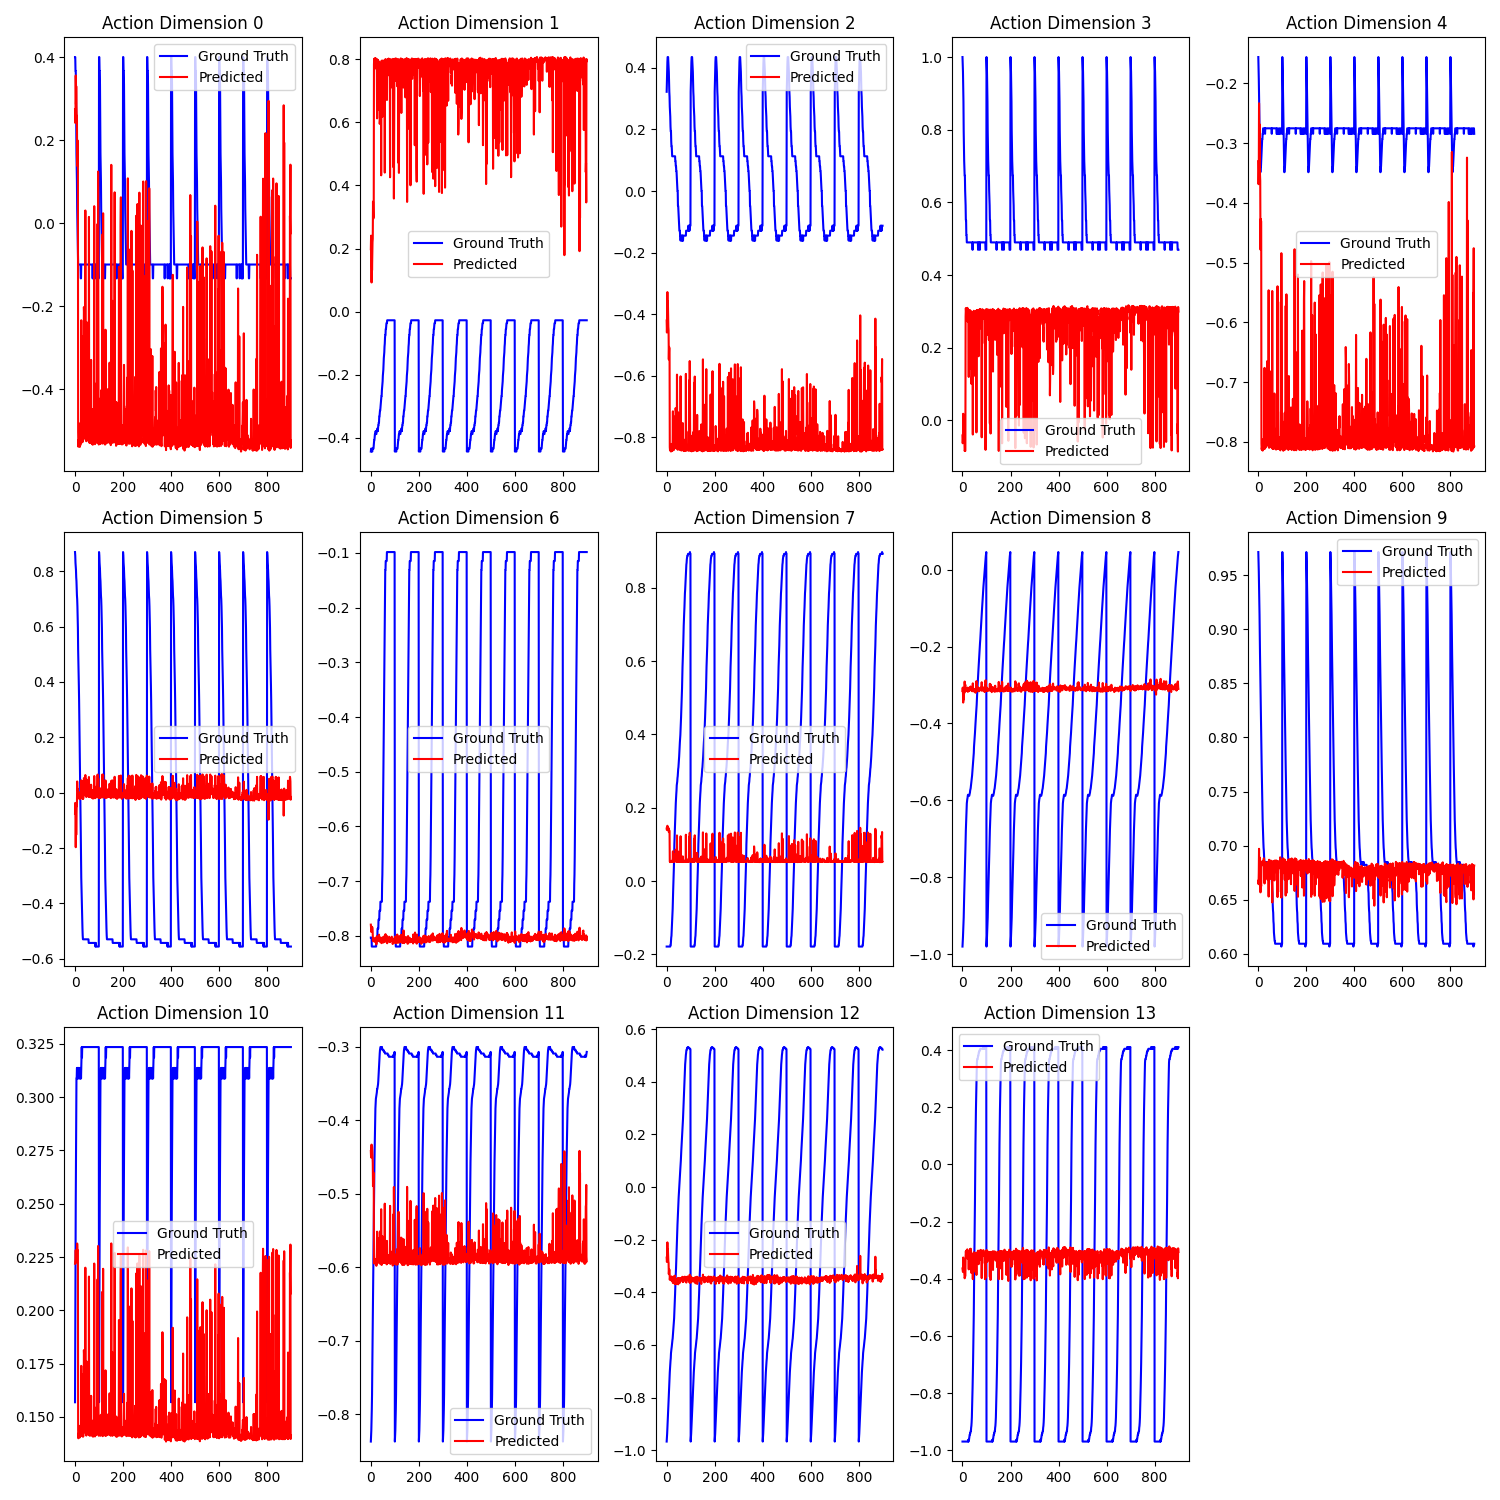 Action Dimension 0
0.4
0.2
0.0
−0.2
−0.4
0 200 400 600 800
Ground Truth
Predicted
Action Dimension 1
0.8
0.6
0.4
0.2
0.0
−0.2
−0.4
0 200 400 600 800
Ground Truth
Predicted
Action Dimension 2
0.4
0.2
0.0
−0.2
−0.4
−0.6
−0.8
0 200 400 600 800
Ground Truth
Predicted
Action Dimension 3
1.0
0.8
0.6
0.4
0.2
0.0
0 200 400 600 800
Ground Truth
Predicted
Action Dimension 4
−0.2
−0.3
−0.4
−0.5
−0.6
−0.7
−0.8
0 200 400 600 800
Ground Truth
Predicted
Action Dimension 5
0.8
0.6
0.4
0.2
0.0
−0.2
−0.4
−0.6
0 200 400 600 800
Ground Truth
Predicted
Action Dimension 6
−0.1
−0.2
−0.3
−0.4
−0.5
−0.6
−0.7
−0.8
0 200 400 600 800
Ground Truth
Predicted
Action Dimension 7
0.8
0.6
0.4
0.2
0.0
−0.2
0 200 400 600 800
Ground Truth
Predicted
Action Dimension 8
0.0
−0.2
−0.4
−0.6
−0.8
−1.0
0 200 400 600 800
Ground Truth
Predicted
Action Dimension 9
0.95
0.90
0.85
0.80
0.75
0.70
0.65
0.60
0 200 400 600 800
Ground Truth
Predicted
Action Dimension 10
0.325
0.300
0.275
0.250
0.225
0.200
0.175
0.150
0 200 400 600 800
Ground Truth
Predicted
Action Dimension 11
−0.3
−0.4
−0.5
−0.6
−0.7
−0.8
0 200 400 600 800
Ground Truth
Predicted
Action Dimension 12
0.6
0.4
0.2
0.0
−0.2
−0.4
−0.6
−0.8
−1.0
0 200 400 600 800
Ground Truth
Predicted
Action Dimension 13
0.4
0.2
0.0
−0.2
−0.4
−0.6
−0.8
−1.0
0 200 400 600 800
Ground Truth
Predicted